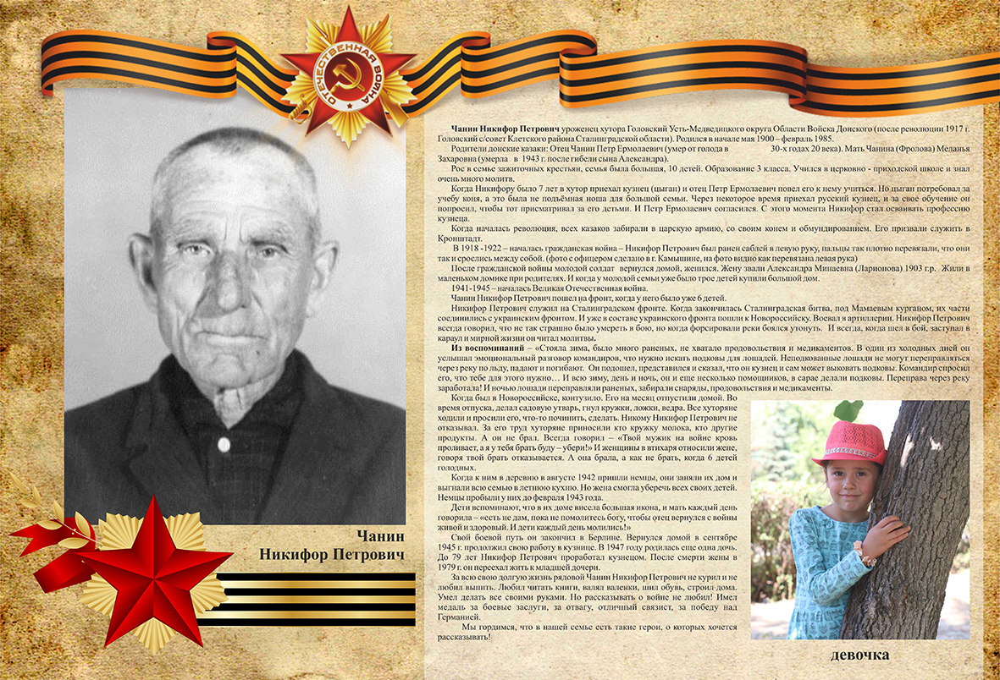 ОТЕЧЕСТВЕННАЯ ВОЙНА
Чанин Никифор Петрович уроженец хутора Головский Усть-Медведицкого округа Области Войска Донского (после революции 1917 г.
Головский с/совет Клетского района Сталинградской области). Родился в начале мая 1900 – февраль 1985.
Родители донские казаки: Отец Чанин Петр Ермолаевич (умер от голода в 30-х годах 20 века). Мать Чанина (Фролова) Меланья
Захаровна (умерла в 1943 г. после гибели сына Александра).
Рос в семье зажиточных крестьян, семья была большая, 10 детей. Образование 3 класса. Учился в церковно - приходской школе и знал
очень много молитв.
Когда Никифору было 7 лет в хутор приехал кузнец (цыган) и отец Петр Ермолаевич повел его к нему учиться. Но цыган потребовал за
учебу коня, а это была не подъёмная ноша для большой семьи. Через некоторое время приехал русский кузнец, и за своё обучение он
попросил, чтобы тот присматривал за его детьми. И Петр Ермолаевич согласился. С этого момента Никифор стал осваивать профессию
кузнеца.
Когда началась революция, всех казаков забирали в царскую армию, со своим конем и обмундированием. Его призвали служить в
Кронштадт.
В 1918 -1922 – началась гражданская война – Никифор Петрович был ранен саблей в левую руку, пальцы так плотно перевязали, что они
так и срослись между собой. (фото с офицером сделано в г. Камышине, на фото видно как перевязана левая рука)
После гражданской войны молодой солдат вернулся домой, женился. Жену звали Александра Минаевна (Ларионова) 1903 г.р. Жили в
маленьком домике при родителях. И когда у молодой семьи уже было трое детей купили большой дом.
1941-1945 – началась Великая Отечественная война.
Чанин Никифор Петрович пошел на фронт, когда у него было уже 6 детей.
Никифор Петрович служил на Сталинградском фронте. Когда закончилась Сталинградская битва, под Мамаевым курганом, их части
соединились с украинским фронтом. И уже в составе украинского фронта пошли к Новороссийску. Воевал в артиллерии. Никифор Петрович
всегда говорил, что не так страшно было умереть в бою, но когда форсировали реки боялся утонуть. И всегда, когда шел в бой, заступал в
караул и мирной жизни он читал молитвы.
Из воспоминаний – «Стояла зима, было много раненых, не хватало продовольствия и медикаментов. В один из холодных дней он
услышал эмоциональный разговор командиров, что нужно искать подковы для лошадей. Неподкованные лошади не могут переправляться
через реку по льду, падают и погибают. Он подошел, представился и сказал, что он кузнец и сам может выковать подковы. Командир спросил
его, что тебе для этого нужно… И всю зиму, день и ночь, он и еще несколько помощников, в сарае делали подковы. Переправа через реку
заработала! И ночью лошади переправляли раненых, забирали снаряды, продовольствия и медикаменты.
Когда был в Новороссийске, контузило. Его на месяц отпустили домой. Во
время отпуска, делал садовую утварь, гнул кружки, ложки, ведра. Все хуторяне
ходили и просили его, что-то починить, сделать. Никому Никифор Петрович не
отказывал. За его труд хуторяне приносили кто кружку молока, кто другие
продукты. А он не брал. Всегда говорил – «Твой мужик на войне кровь
проливает, а я у тебя брать буду – убери!» И женщины в втихаря относили жене,
говоря твой брать отказывается. А она брала, а как не брать, когда 6 детей
голодных.
Когда к ним в деревню в августе 1942 пришли немцы, они заняли их дом и
выгнали всю семью в летнюю кухню. Но жена смогла уберечь всех своих детей.
Немцы пробыли у них до февраля 1943 года.
Дети вспоминают, что в их доме висела большая икона, и мать каждый день
говорила – «есть не дам, пока не помолитесь богу, чтобы отец вернулся с войны
живой и здоровый. И дети каждый день молились!»
Свой боевой путь он закончил в Берлине. Вернулся домой в сентябре
1945 г. продолжил свою работу в кузнице. В 1947 году родилась еще одна дочь.
До 79 лет Никифор Петрович проработал кузнецом. После смерти жены в
1979 г. он переехал жить к младшей дочери.
За всю свою долгую жизнь рядовой Чанин Никифор Петрович не курил и не
любил выпить. Любил читать книги, валял валенки, шил обувь, строил дома.
Умел делать все своими руками. Но рассказывать о войне не любил! Имел
медаль за боевые заслуги, за отвагу, отличный связист, за победу над
Германией.
Мы гордимся, что в нашей семье есть такие герои, о которых хочется
рассказывать!
Чанин
Никифор Петрович
девочка